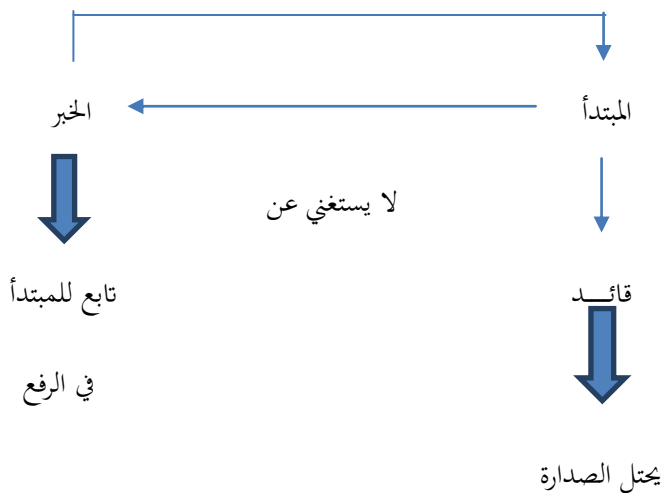 المبتدأ
الخبر
لا يستغني عن
قائـــد
تابع للمبتدأ
في الرفع
يحتل الصدارة